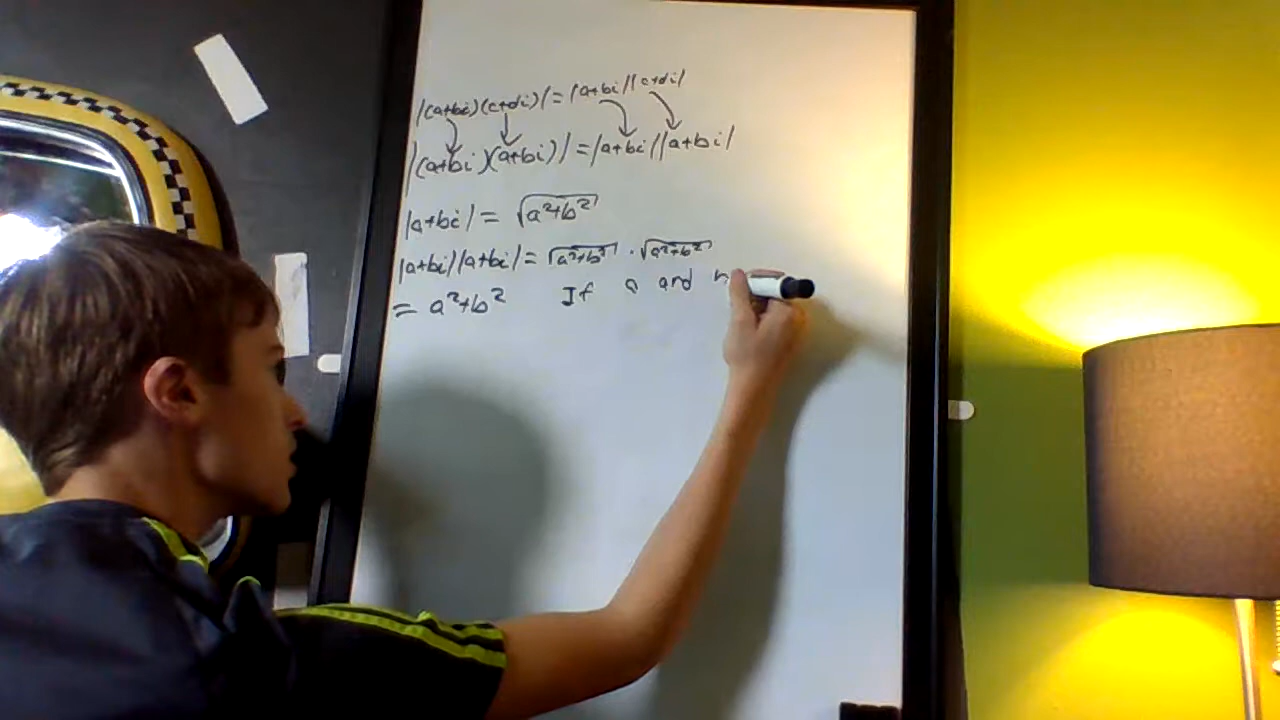 |(a+bi)(c+di)|=|a+bi||c+di|
|(a+bi)(a+bi)|=|a+bi||a+bi|
|a+bi|=√a²+b²
|a+bi||a+bi|=√a²+b²·√a²+b²
=a²+b² If a and